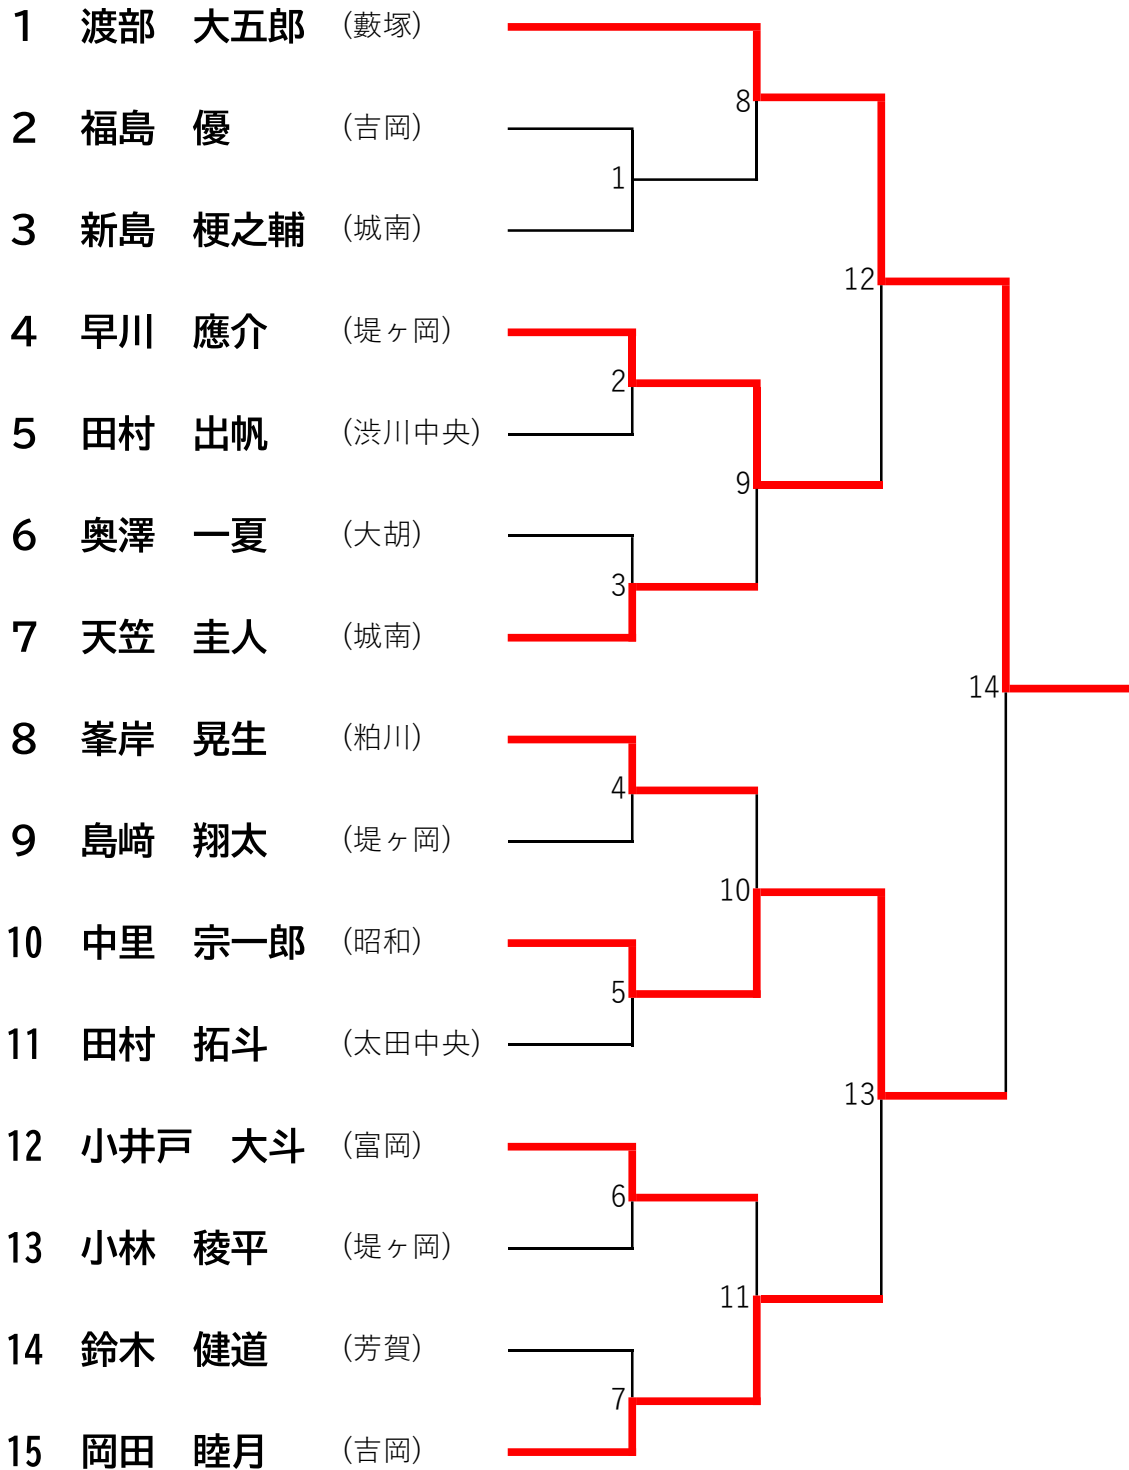 1 渡部　大五郎 (藪塚)
8
2 福島　優 (吉岡)
1
3 新島　梗之輔 (城南)
12
4 早川　應介 (堤ヶ岡)
2
5 田村　出帆 (渋川中央)
9
6 奥澤　一夏 (大胡)
3
7 天笠　圭人 (城南)
14
8 峯岸　晃生 (粕川)
4
9 島﨑　翔太 (堤ヶ岡)
10
10 中里　宗一郎 (昭和)
5
11 田村　拓斗 (太田中央)
13
12 小井戸　大斗 (富岡)
6
13 小林　稜平 (堤ヶ岡)
11
14 鈴木　健道 (芳賀)
7
15 岡田　睦月 (吉岡)